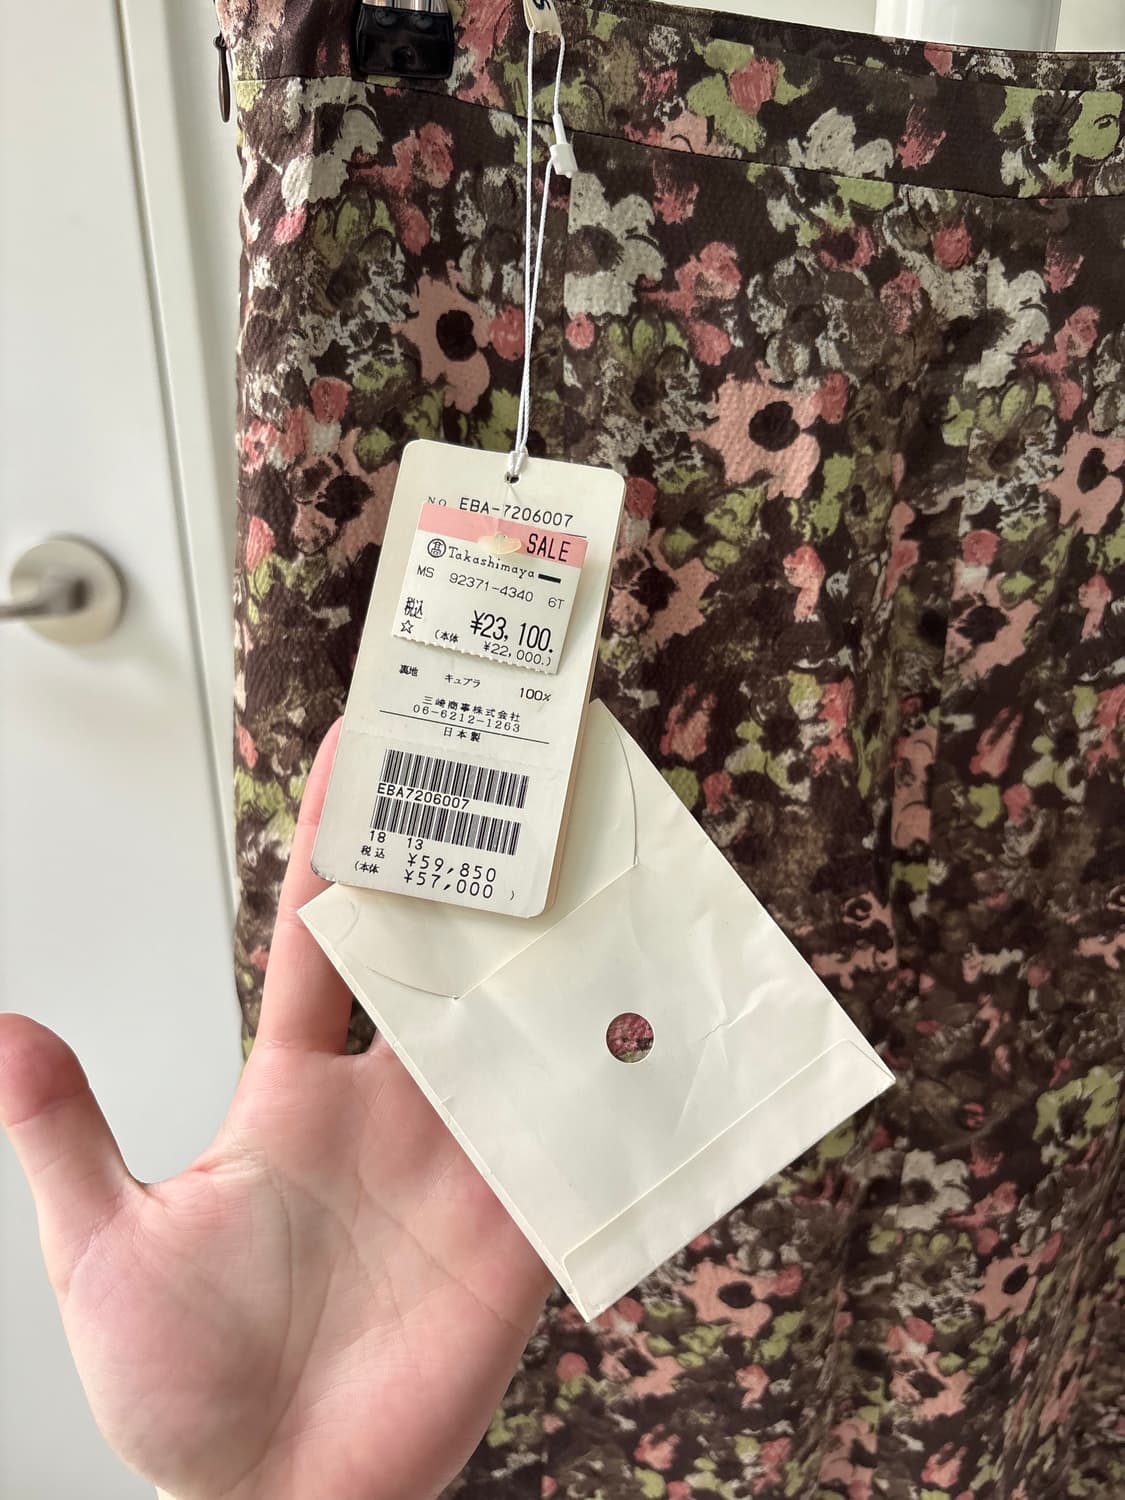 S
NO. EBA-7206007
SALE
Takashimaya
MS 92371-4340 6T
税込 ¥23,100.
☆ (本体 ¥22,000.)
裏地 キュプラ 100%
三崎商事株式会社
06-6212-1263
日本製
EBA7206007
18 13
税込 ¥59,850
(本体 ¥57,000 )